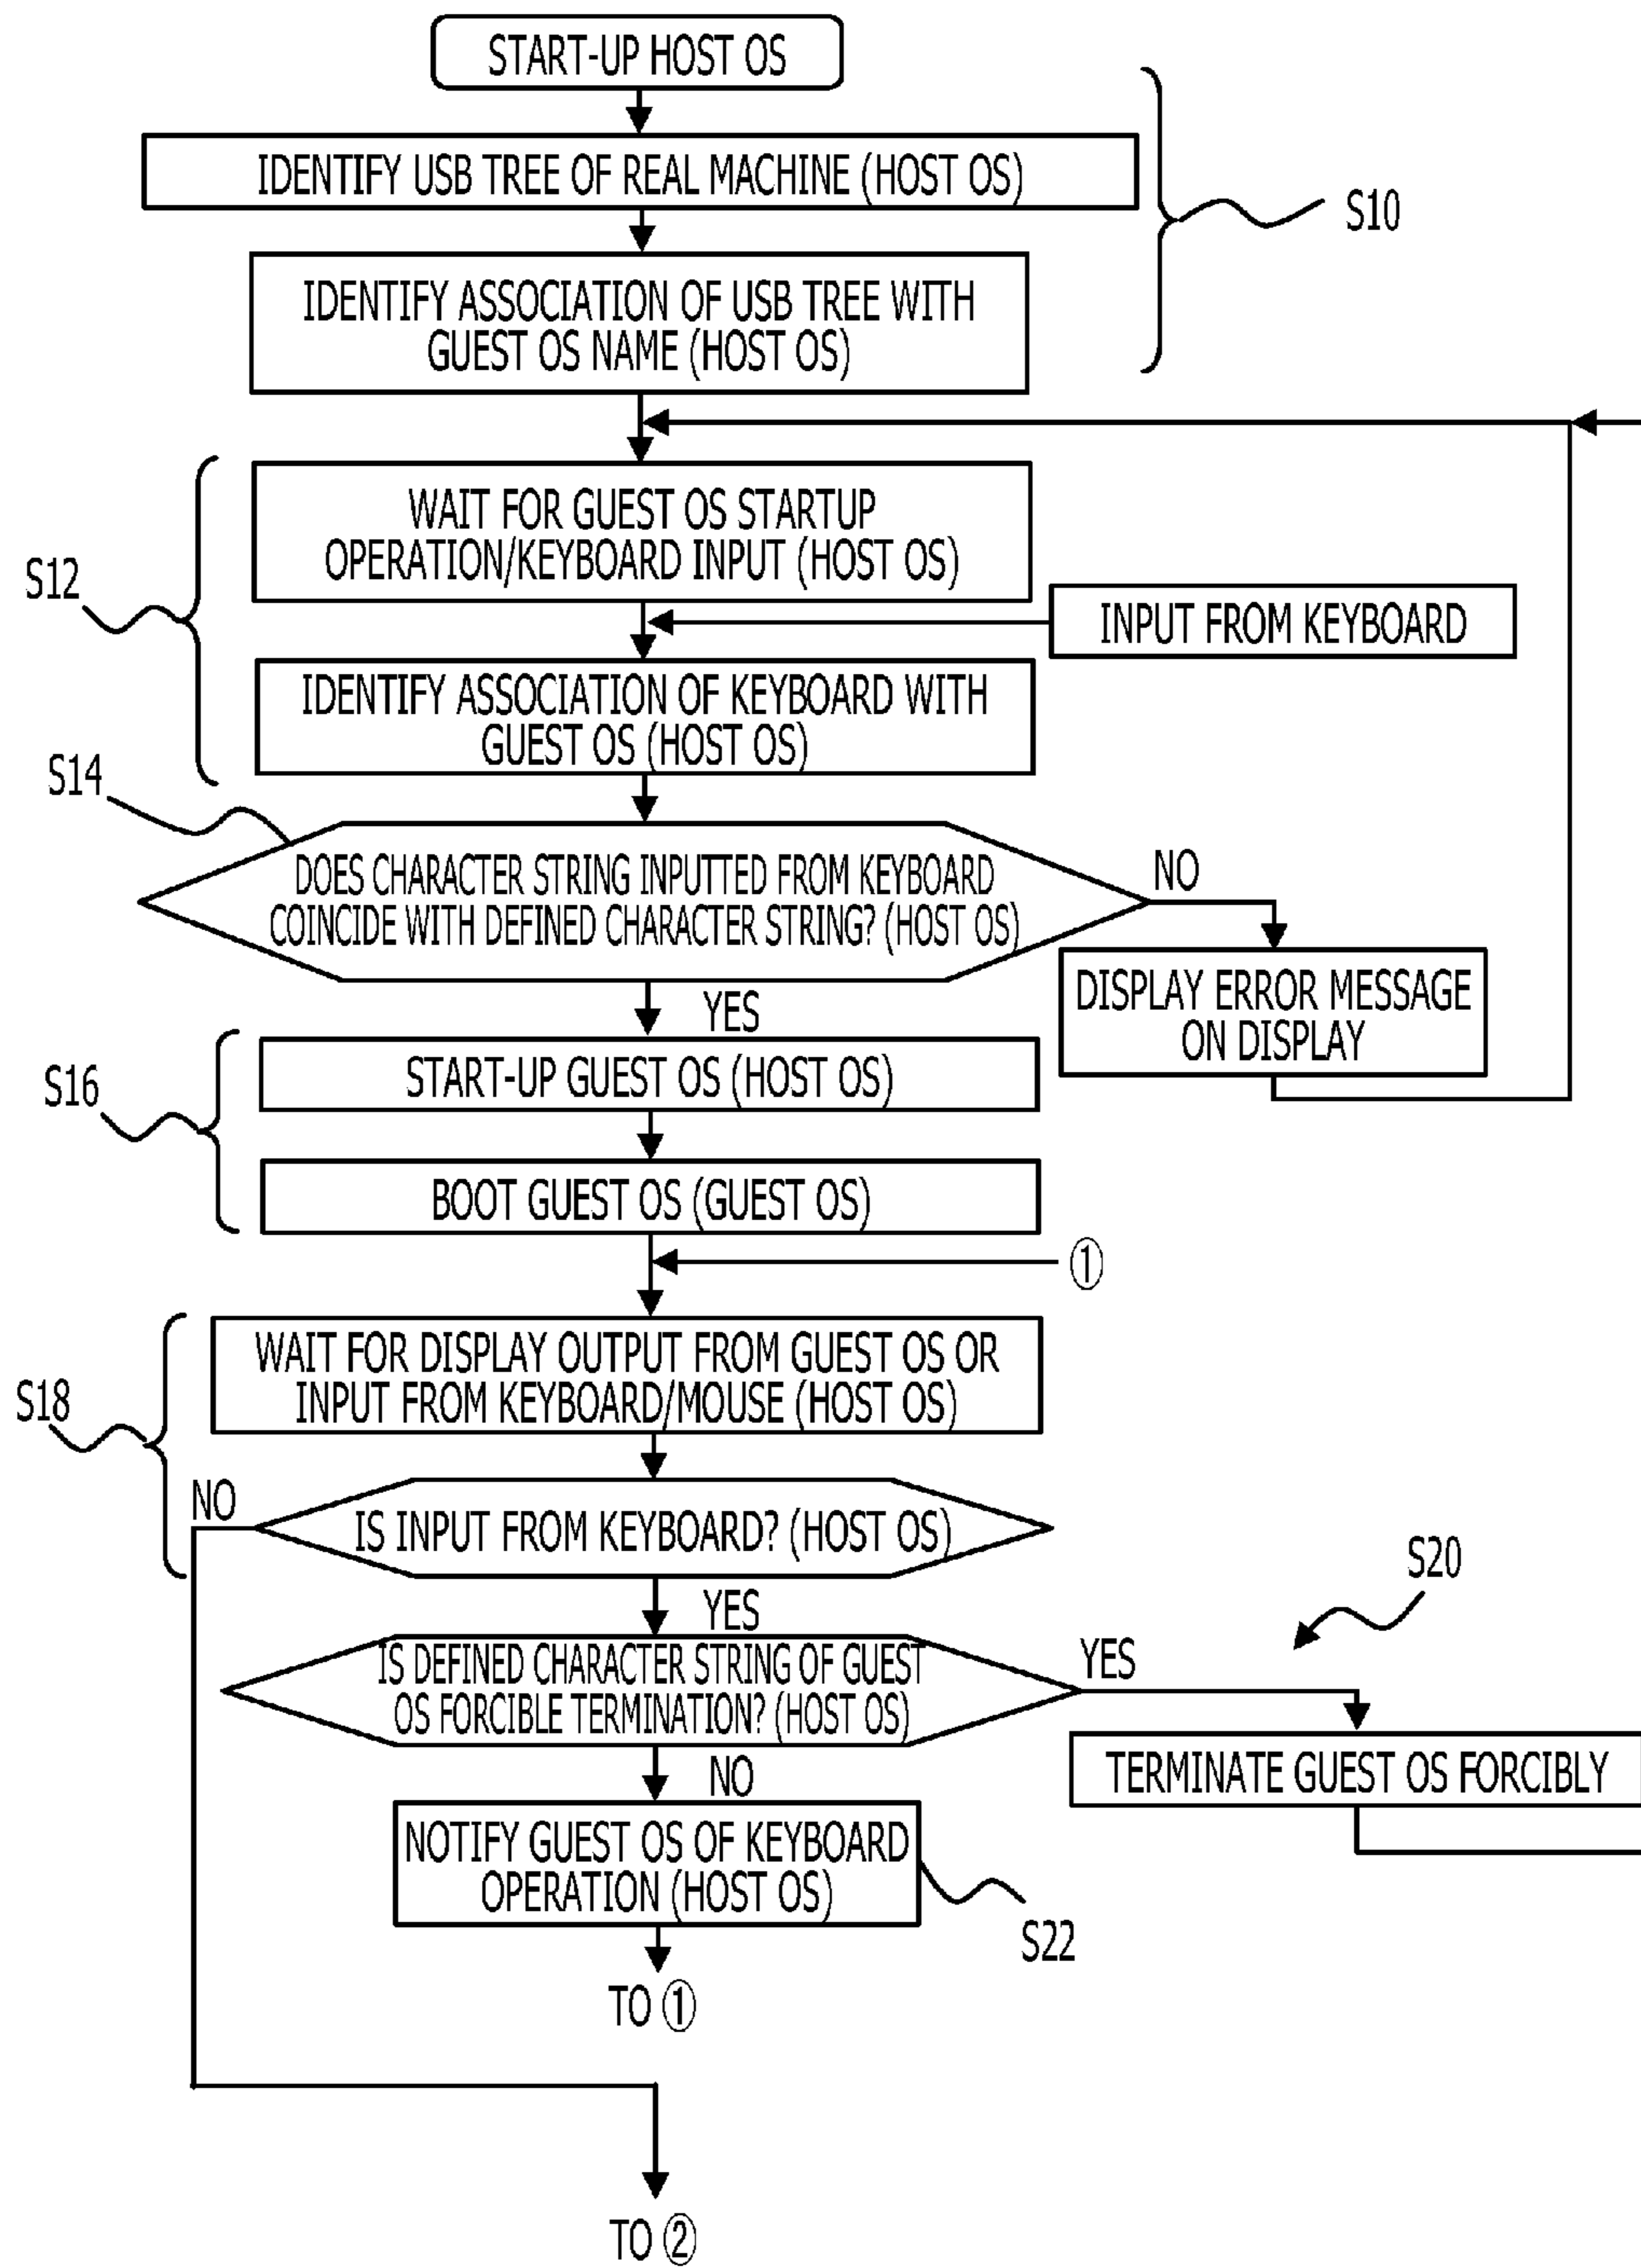 START-UP HOST OS
IDENTIFY USB TREE OF REAL MACHINE (HOST OS)
S10
IDENTIFY ASSOCIATION OF USB TREE WITH
GUEST OS NAME (HOST OS)
WAIT FOR GUEST OS STARTUP
OPERATION/KEYBOARD INPUT (HOST OS)
S12
INPUT FROM KEYBOARD
IDENTIFY ASSOCIATION OF KEYBOARD WITH
GUEST OS (HOST OS)
S14
DOES CHARACTER STRING INPUTTED FROM KEYBOARD
COINCIDE WITH DEFINED CHARACTER STRING? (HOST OS)
NO
DISPLAY ERROR MESSAGE
ON DISPLAY
YES
START-UP GUEST OS (HOST OS)
S16
BOOT GUEST OS (GUEST OS)
①
WAIT FOR DISPLAY OUTPUT FROM GUEST OS OR
INPUT FROM KEYBOARD/MOUSE (HOST OS)
S18
NO
IS INPUT FROM KEYBOARD? (HOST OS)
S20
YES
IS DEFINED CHARACTER STRING OF GUEST
OS FORCIBLE TERMINATION? (HOST OS)
YES
TERMINATE GUEST OS FORCIBLY
NO
NOTIFY GUEST OS OF KEYBOARD
OPERATION (HOST OS)
S22
TO ①
TO ②